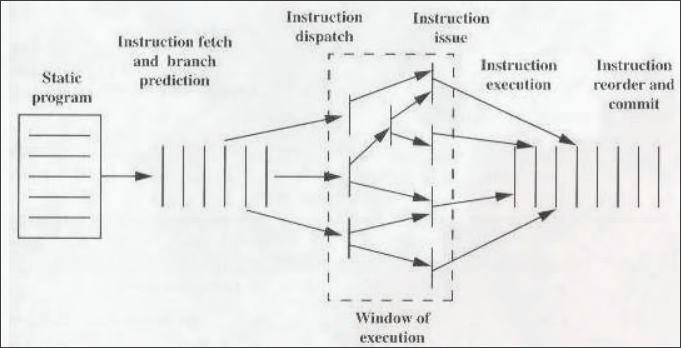 Static
program
Instruction fetch
and branch
prediction
Instruction
dispatch
Instruction
issue
Instruction
execution
Instruction
reorder and
commit
Window of
execution